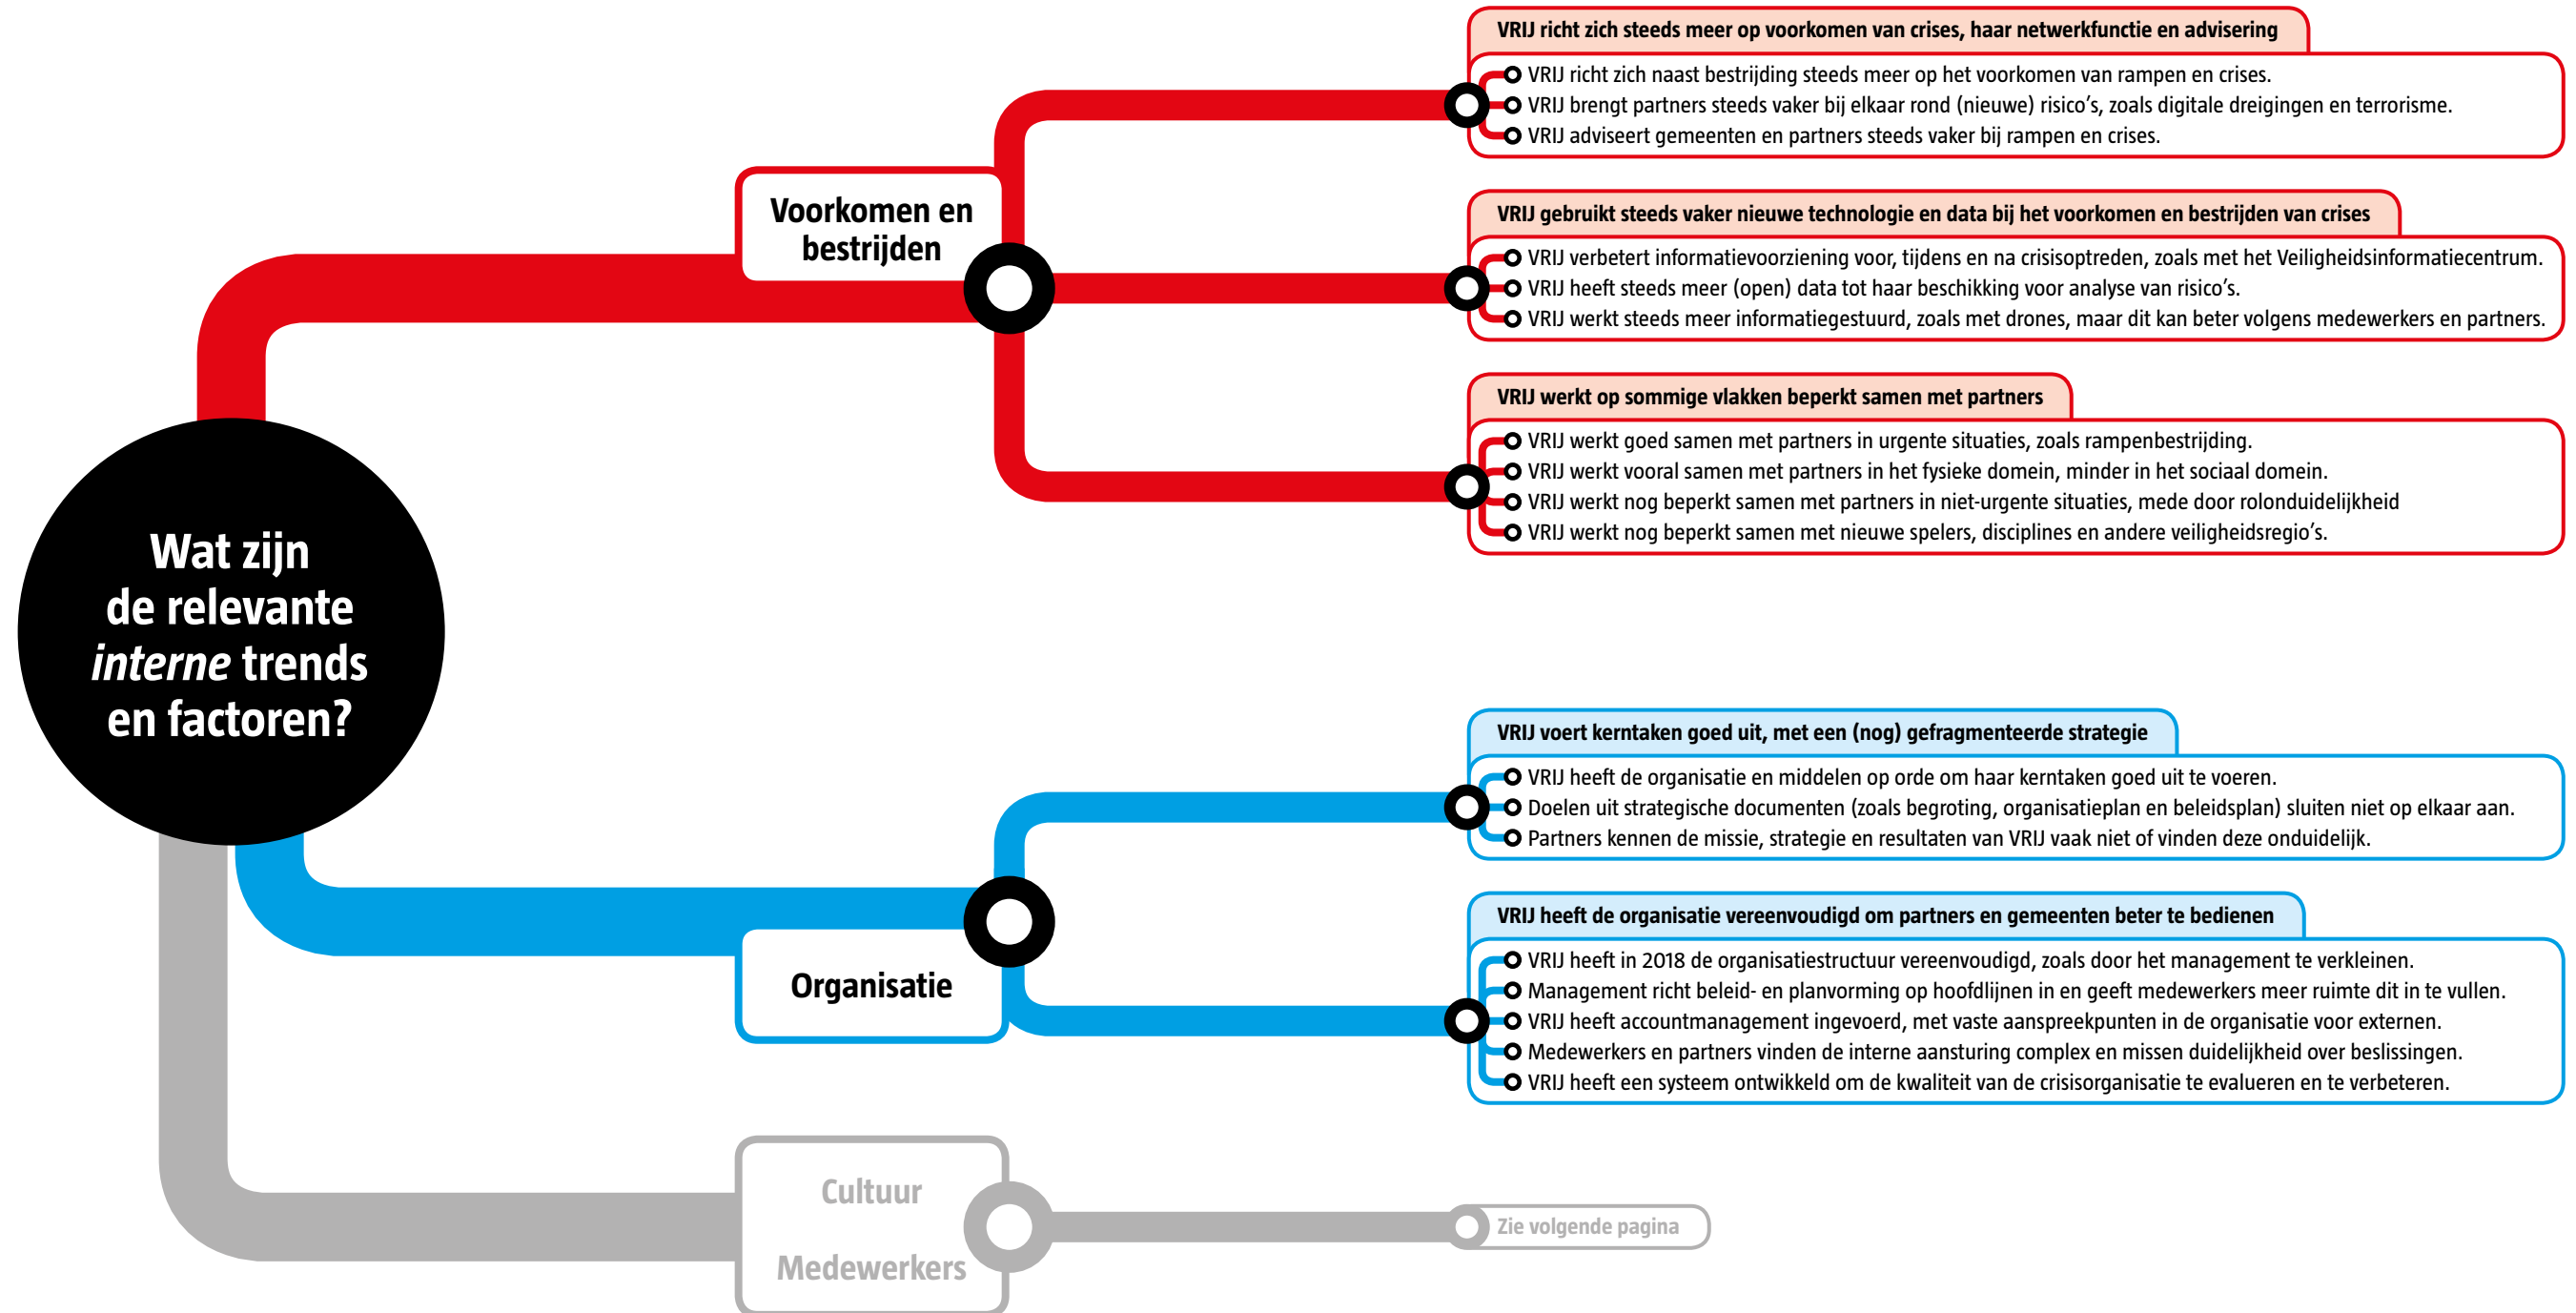 Wat zijn
de relevante
interne trends
en factoren?
Voorkomen en
bestrijden
VRIJ richt zich steeds meer op voorkomen van crises, haar netwerkfunctie en advisering
VRIJ richt zich naast bestrijding steeds meer op het voorkomen van rampen en crises.
VRIJ brengt partners steeds vaker bij elkaar rond (nieuwe) risico’s, zoals digitale dreigingen en terrorisme.
VRIJ adviseert gemeenten en partners steeds vaker bij rampen en crises.
VRIJ gebruikt steeds vaker nieuwe technologie en data bij het voorkomen en bestrijden van crises
VRIJ verbetert informatievoorziening voor, tijdens en na crisisoptreden, zoals met het Veiligheidsinformatiecentrum.
VRIJ heeft steeds meer (open) data tot haar beschikking voor analyse van risico’s.
VRIJ werkt steeds meer informatiegestuurd, zoals met drones, maar dit kan beter volgens medewerkers en partners.
VRIJ werkt op sommige vlakken beperkt samen met partners
VRIJ werkt goed samen met partners in urgente situaties, zoals rampenbestrijding.
VRIJ werkt vooral samen met partners in het fysieke domein, minder in het sociaal domein.
VRIJ werkt nog beperkt samen met partners in niet-urgente situaties, mede door rolonduidelijkheid
VRIJ werkt nog beperkt samen met nieuwe spelers, disciplines en andere veiligheidsregio’s.
Organisatie
VRIJ voert kerntaken goed uit, met een (nog) gefragmenteerde strategie
VRIJ heeft de organisatie en middelen op orde om haar kerntaken goed uit te voeren.
Doelen uit strategische documenten (zoals begroting, organisatieplan en beleidsplan) sluiten niet op elkaar aan.
Partners kennen de missie, strategie en resultaten van VRIJ vaak niet of vinden deze onduidelijk.
VRIJ heeft de organisatie vereenvoudigd om partners en gemeenten beter te bedienen
VRIJ heeft in 2018 de organisatiestructuur vereenvoudigd, zoals door het management te verkleinen.
Management richt beleid- en planvorming op hoofdlijnen in en geeft medewerkers meer ruimte dit in te vullen.
VRIJ heeft accountmanagement ingevoerd, met vaste aanspreekpunten in de organisatie voor externen.
Medewerkers en partners vinden de interne aansturing complex en missen duidelijkheid over beslissingen.
VRIJ heeft een systeem ontwikkeld om de kwaliteit van de crisisorganisatie te evalueren en te verbeteren.
Cultuur
Medewerkers
Zie volgende pagina